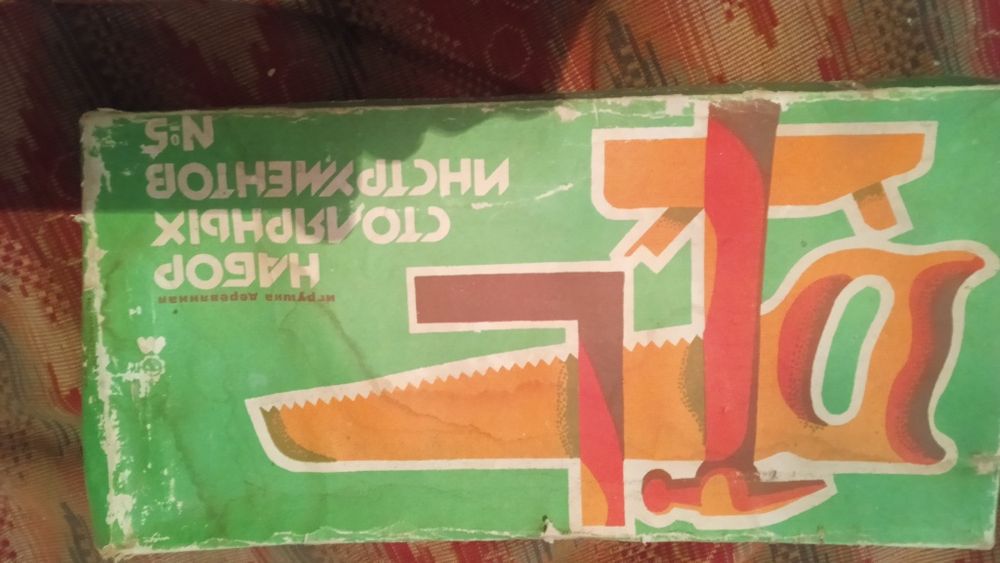 игрушка деревянная
НАБОР
СТОЛЯРНЫХ
ИНСТРУМЕНТОВ
№5